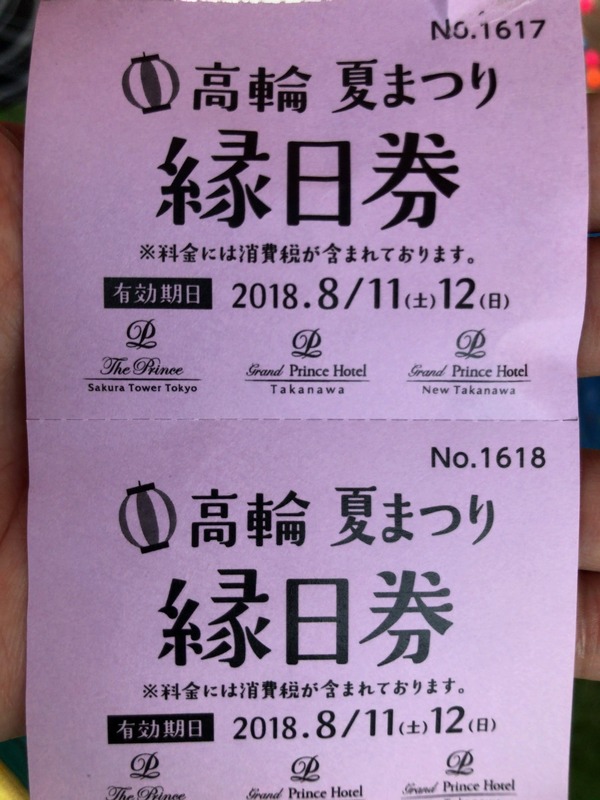 No.1617
高輪 夏まつり
縁日券
※料金には消費税が含まれております。
有効期日 2018.8/11(土)12(日)
The Prince
Sakura Tower Tokyo
Grand Prince Hotel
Takanawa
Grand Prince Hotel
New Takanawa
No.1618
高輪 夏まつり
縁日券
※料金には消費税が含まれております。
有効期日 2018.8/11(土)12(日)
The Prince
Grand Prince Hotel
Grand Prince Hotel